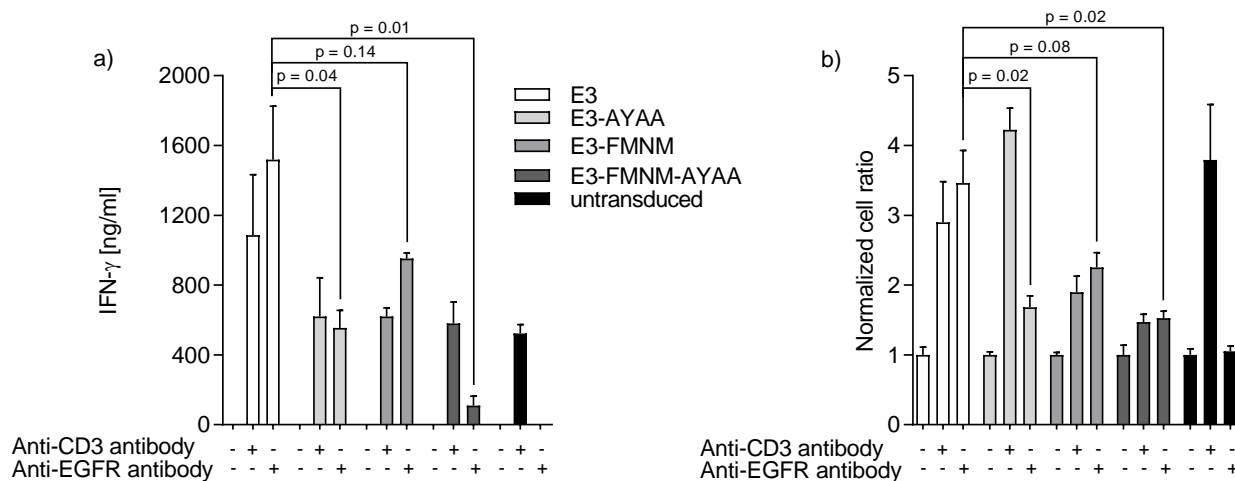 a)
p = 0.01
p = 0.14
p = 0.04
IFN-γ [ng/ml]
2000
1600
1200
800
400
0
E3
E3-AYAA
E3-FMNM
E3-FMNM-AYAA
untransduced
Anti-CD3 antibody - + - - + - - + - - + - - + -
Anti-EGFR antibody - - + - - + - - + - - + - - +
b)
p = 0.02
p = 0.08
p = 0.02
Normalized cell ratio
5
4
3
2
1
0
Anti-CD3 antibody - + - - + - - + - - + - - + -
Anti-EGFR antibody - - + - - + - - + - - + - - +